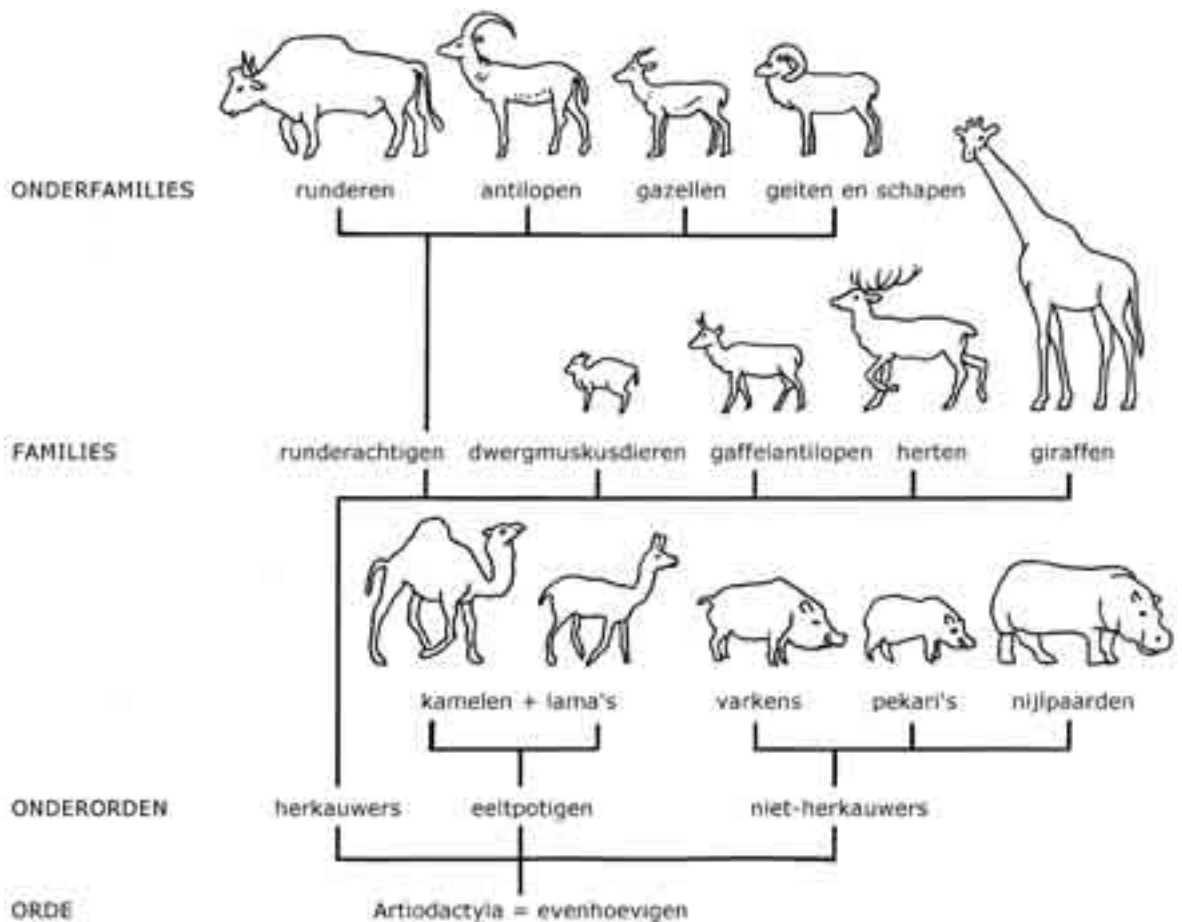 ONDERFAMILIES runderen antilopen gazellen geiten en schapen
FAMILIES runderachtigen dwergmuskusdieren gaffelantilopen herten giraffen
kamelen + lama's varkens pekari's nijlpaarden
ONDERORDEN herkauwers eeltpotigen niet-herkauwers
ORDE Artiodactyla = evenhoevigen